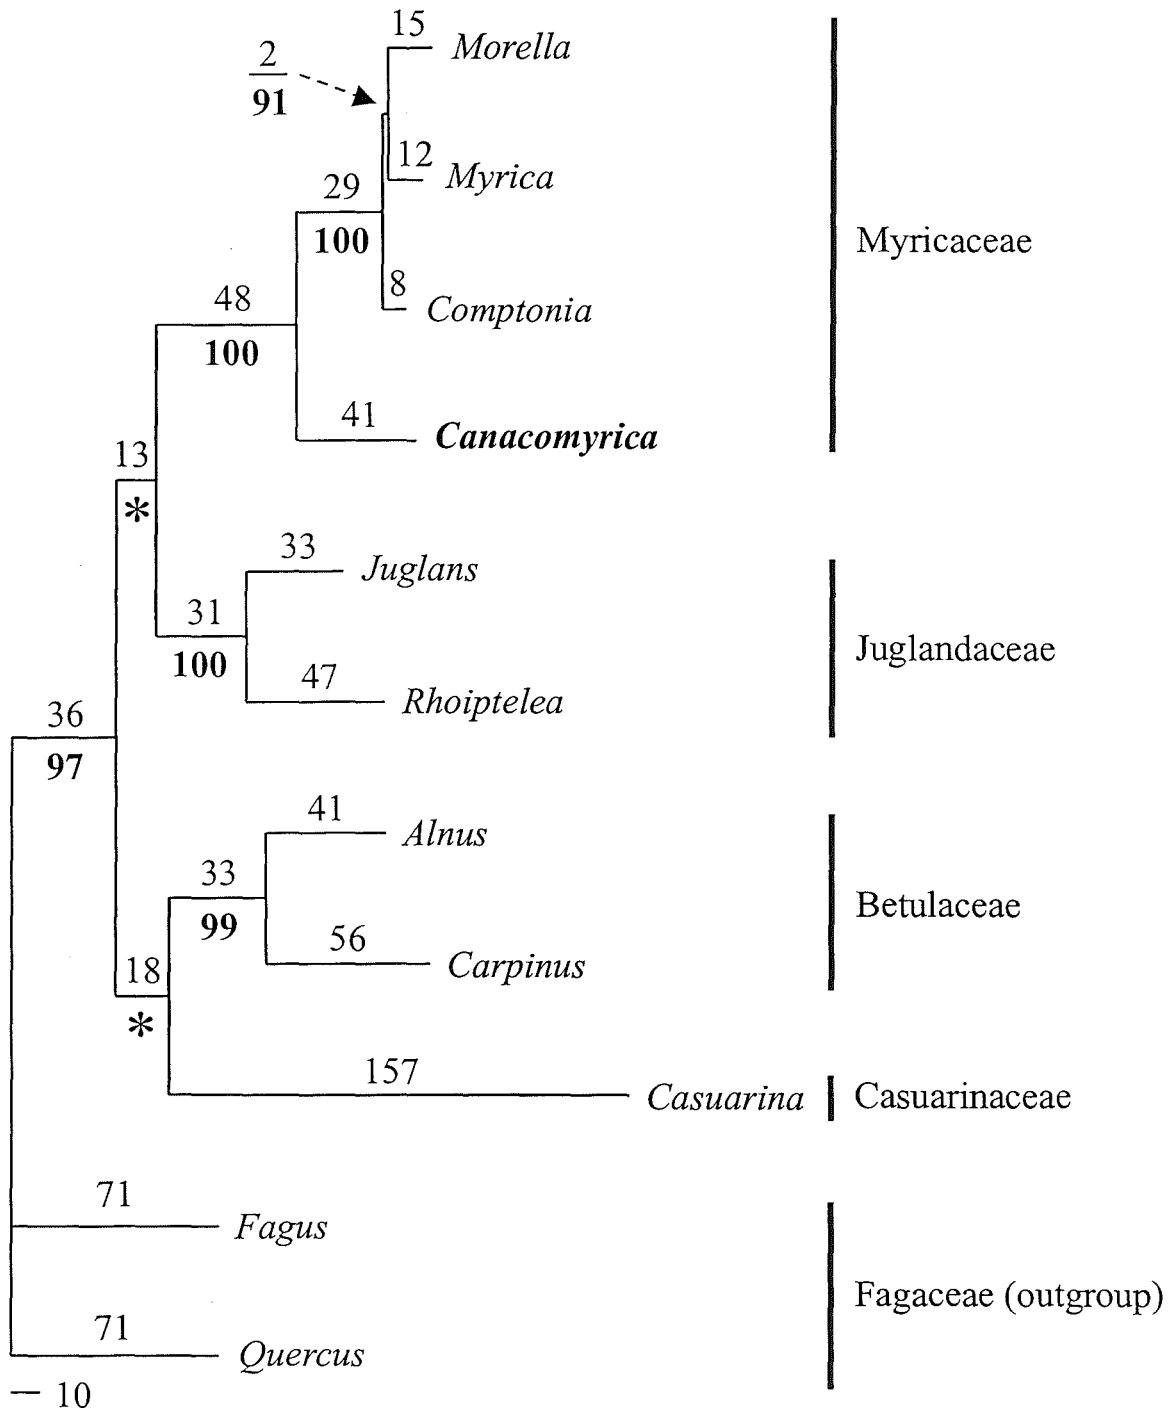 15
Morella
2
91
12
Myrica
29
100
Myricaceae
8
Comptonia
48
100
41
Canacomyrica
13
*
33
Juglans
31
100
Juglandaceae
47
Rhoiptelea
36
97
41
Alnus
33
99
Betulaceae
56
Carpinus
18
*
157
Casuarina
Casuarinaceae
71
Fagus
Fagaceae (outgroup)
71
Quercus
10